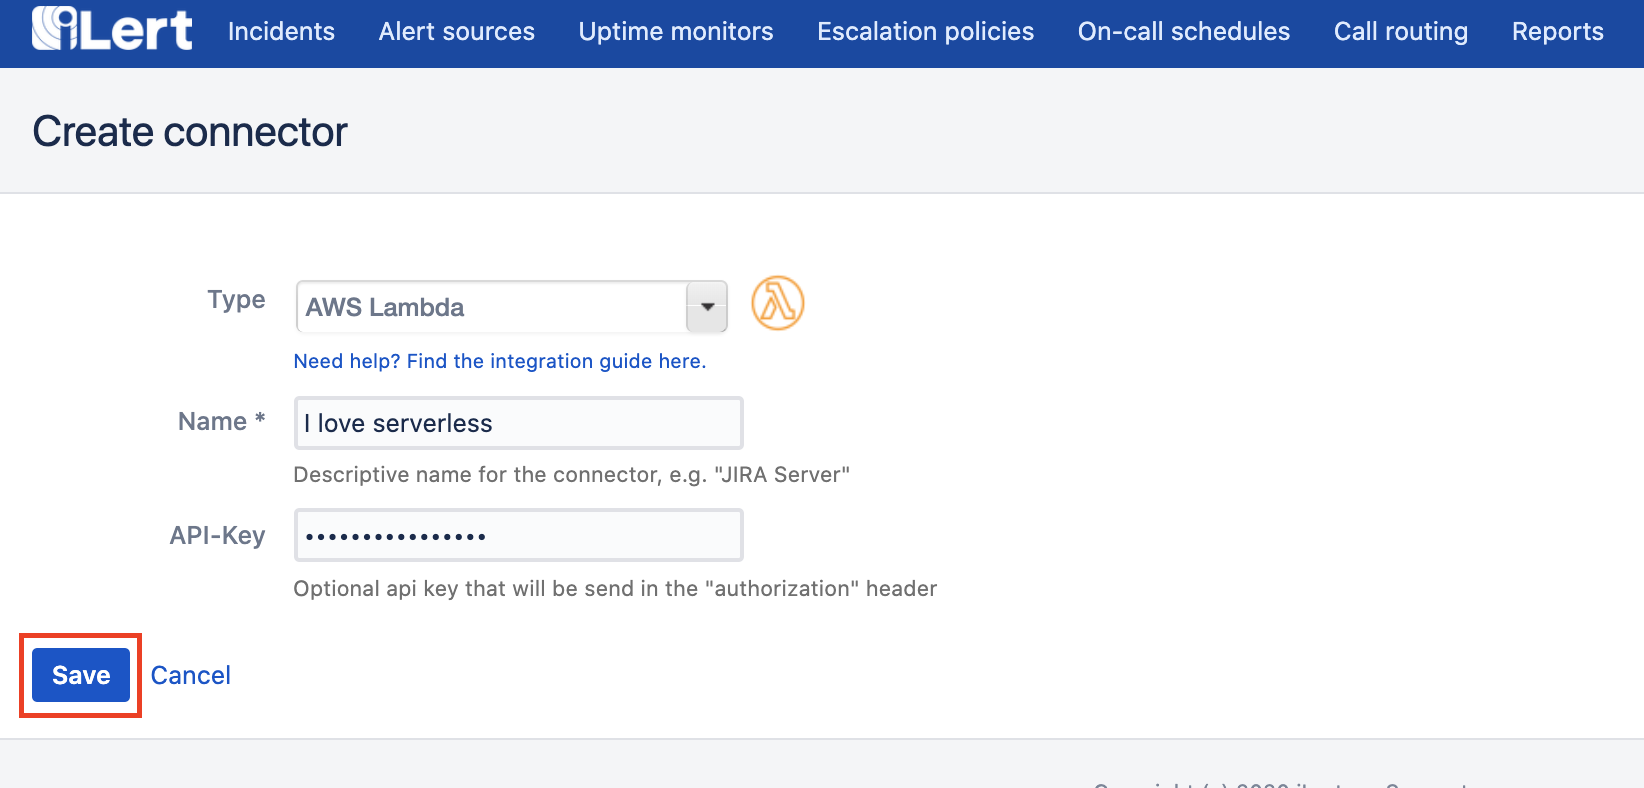 iLert Incidents Alert sources Uptime monitors Escalation policies On-call schedules Call routing Reports
Create connector
Type AWS Lambda
Need help? Find the integration guide here.
Name * I love serverless
Descriptive name for the connector, e.g. "JIRA Server"
API-Key ••••••••••••••••
Optional api key that will be send in the "authorization" header
Save Cancel